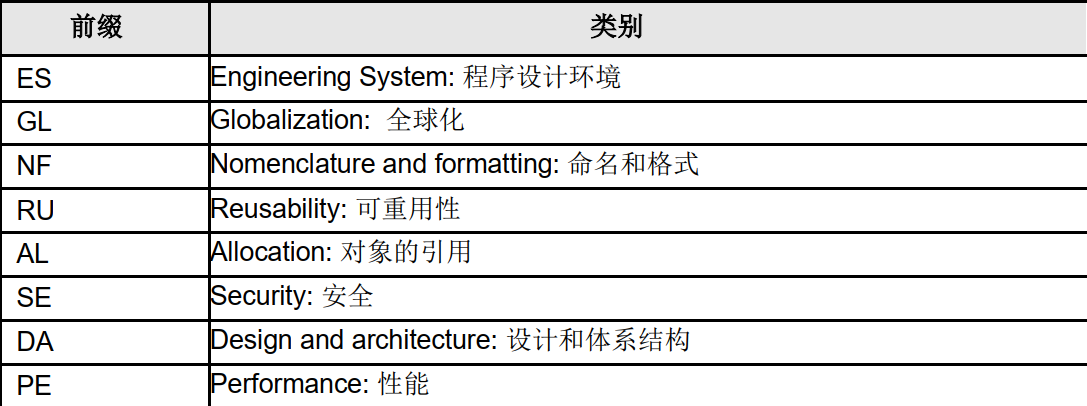 前缀 类别
ES Engineering System: 程序设计环境
GL Globalization: 全球化
NF Nomenclature and formatting: 命名和格式
RU Reusability: 可重用性
AL Allocation: 对象的引用
SE Security: 安全
DA Design and architecture: 设计和体系结构
PE Performance: 性能